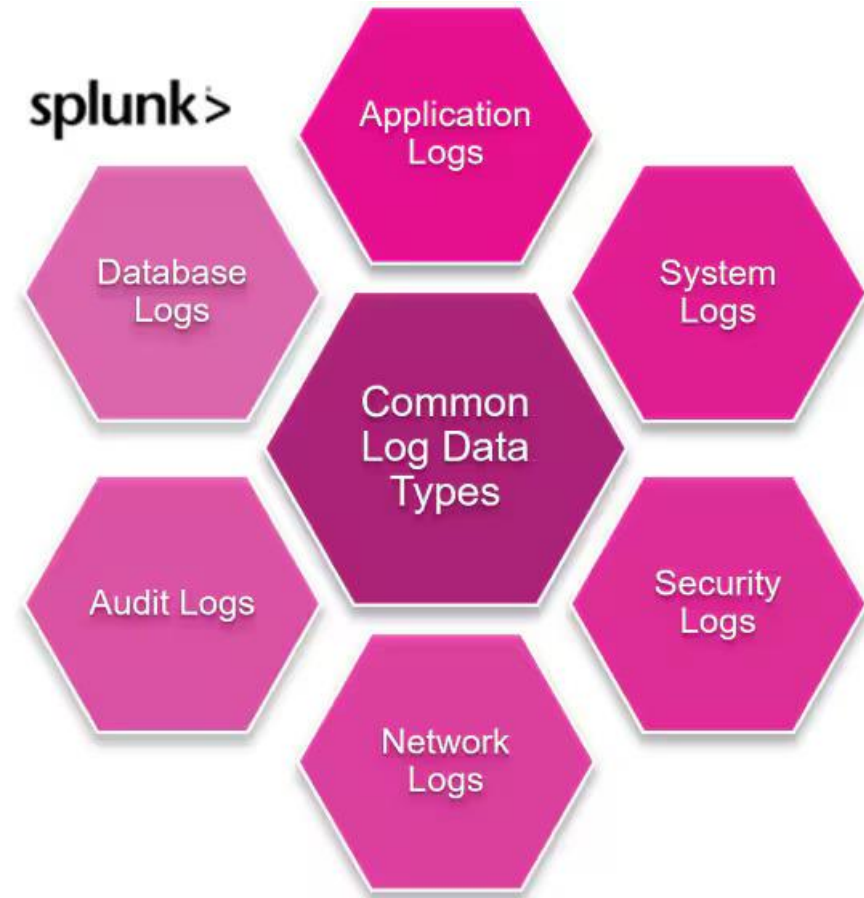 splunk>
Application
Logs
System
Logs
Security
Logs
Network
Logs
Audit Logs
Database
Logs
Common
Log Data
Types